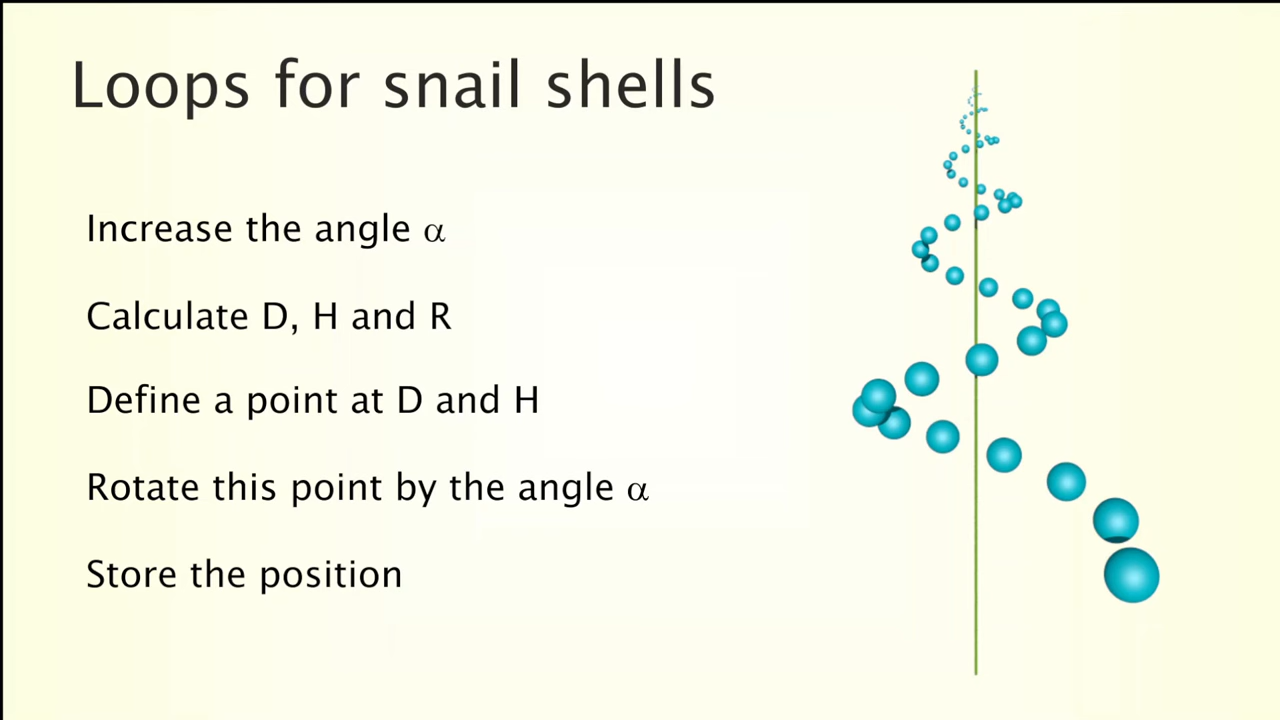 Loops for snail shells
Increase the angle α
Calculate D, H and R
Define a point at D and H
Rotate this point by the angle α
Store the position